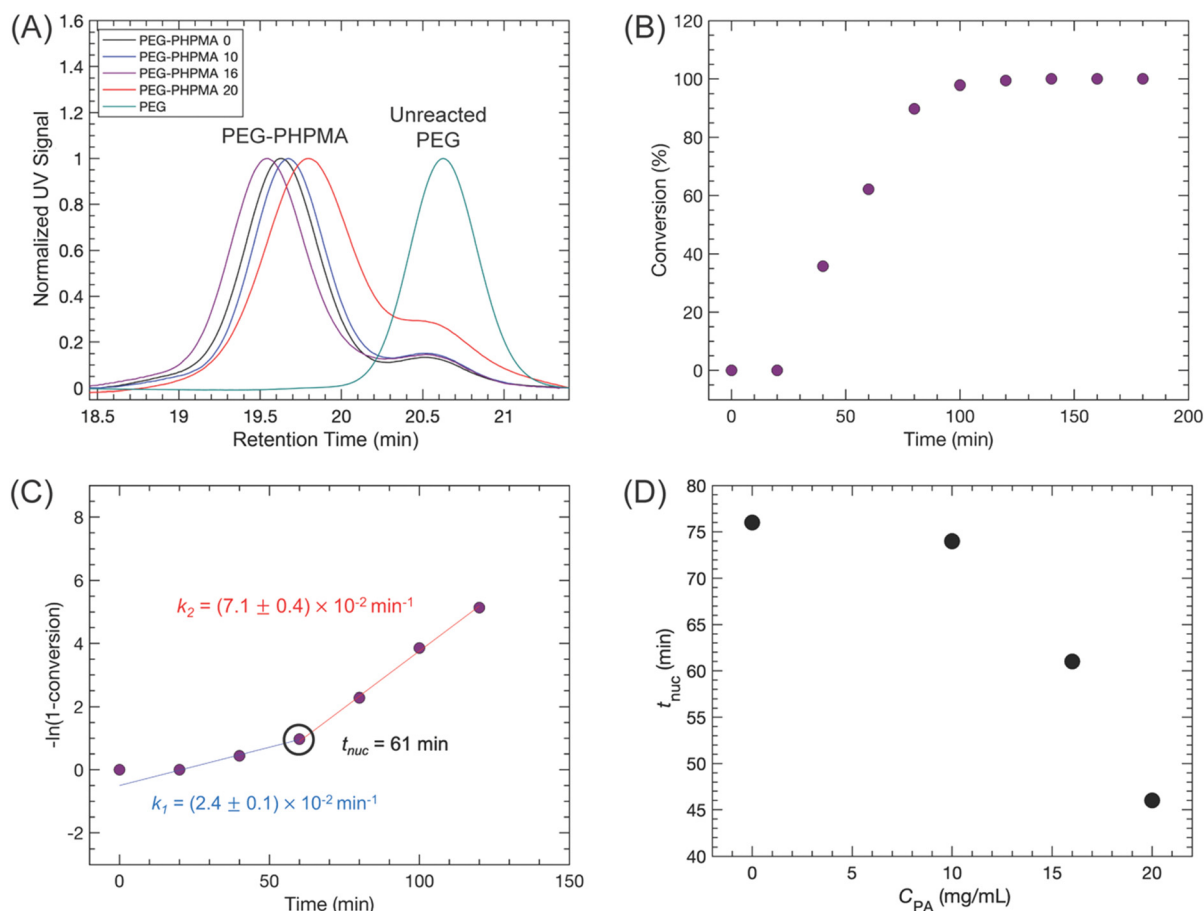 (A)
1.6
1.4
1.2
1
0.8
0.6
0.4
0.2
0
Normalized UV Signal
PEG-PHPMA 0
PEG-PHPMA 10
PEG-PHPMA 16
PEG-PHPMA 20
PEG
PEG-PHPMA
Unreacted
PEG
18.5 19 19.5 20 20.5 21
Retention Time (min)
(B)
120
100
80
60
40
20
0
Conversion (%)
0 50 100 150 200
Time (min)
(C)
8
6
4
2
0
-2
-ln(1-conversion)
k₂ = (7.1 ± 0.4) × 10⁻² min⁻¹
tₙᵤ꜀ = 61 min
k₁ = (2.4 ± 0.1) × 10⁻² min⁻¹
0 50 100 150
Time (min)
(D)
80
75
70
65
60
55
50
45
40
t_nuc (min)
0 5 10 15 20
C_PA (mg/mL)